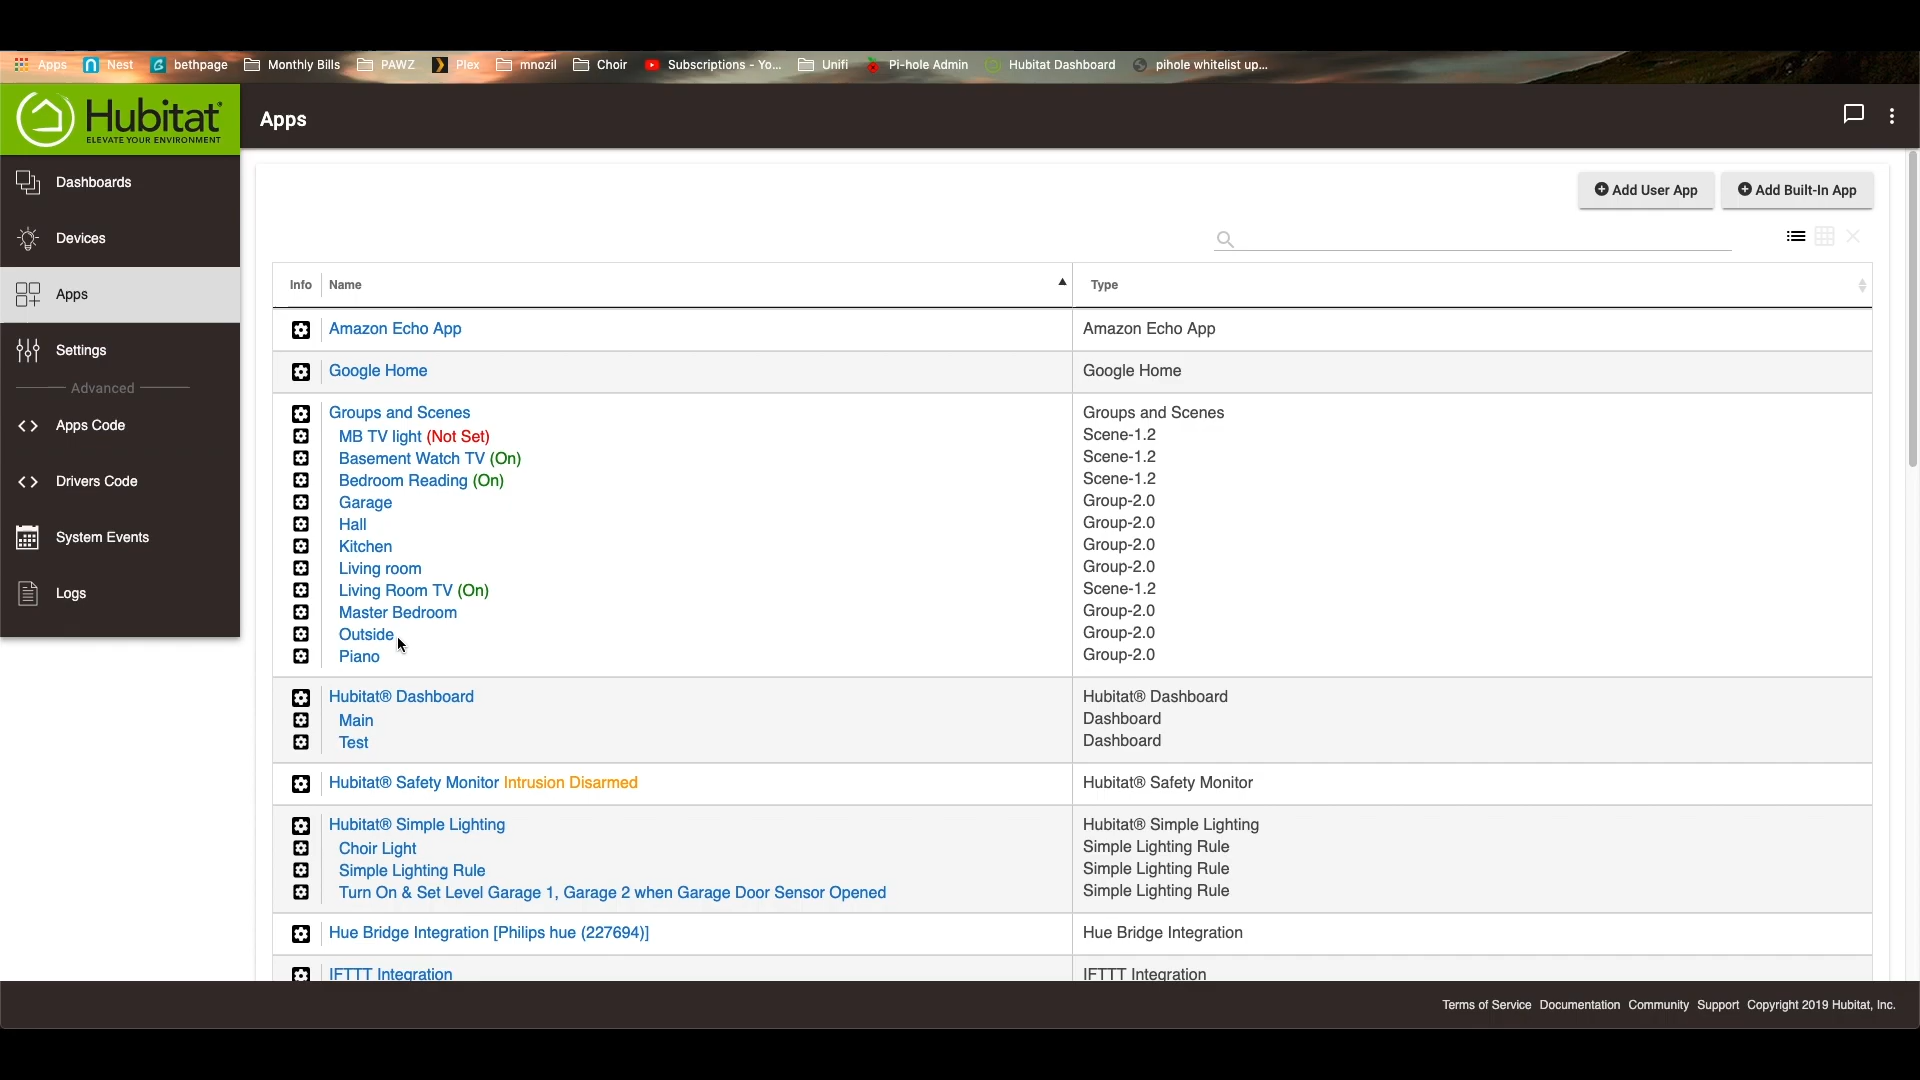 Apps Nest bethpage Monthly Bills PAWZ Plex mnozil Choir Subscriptions - Yo... Unifi Pi-hole Admin Hubitat Dashboard pihole whitelist up...
Hubitat®
ELEVATE YOUR ENVIRONMENT
Apps
Dashboards
Devices
Apps
Settings
Advanced
Apps Code
Drivers Code
System Events
Logs
Add User App Add Built-In App
Info Name Type
Amazon Echo App Amazon Echo App
Google Home Google Home
Groups and Scenes Groups and Scenes
MB TV light (Not Set) Scene-1.2
Basement Watch TV (On) Scene-1.2
Bedroom Reading (On) Scene-1.2
Garage Group-2.0
Hall Group-2.0
Kitchen Group-2.0
Living room Group-2.0
Living Room TV (On) Scene-1.2
Master Bedroom Group-2.0
Outside Group-2.0
Piano Group-2.0
Hubitat® Dashboard Hubitat® Dashboard
Main Dashboard
Test Dashboard
Hubitat® Safety Monitor Intrusion Disarmed Hubitat® Safety Monitor
Hubitat® Simple Lighting Hubitat® Simple Lighting
Choir Light Simple Lighting Rule
Simple Lighting Rule Simple Lighting Rule
Turn On & Set Level Garage 1, Garage 2 when Garage Door Sensor Opened Simple Lighting Rule
Hue Bridge Integration [Philips hue (227694)] Hue Bridge Integration
IFTTT Integration IFTTT Integration
Terms of Service Documentation Community Support Copyright 2019 Hubitat, Inc.